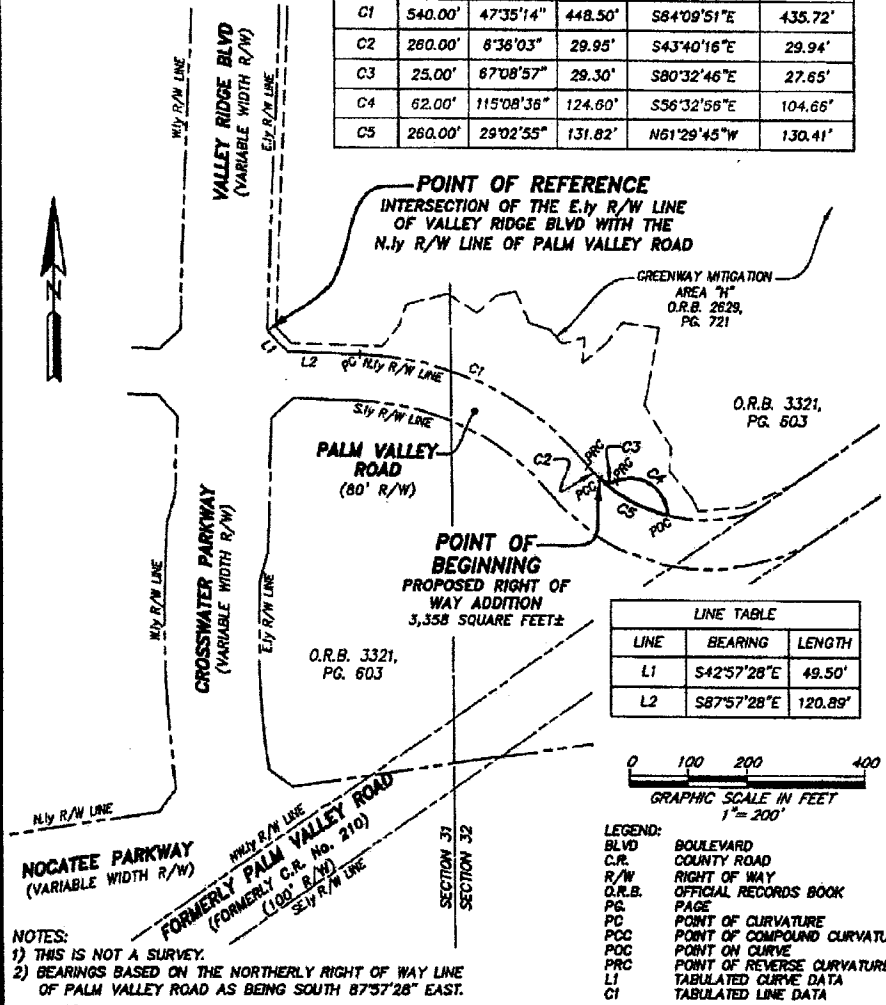 C1 540.00' 47°35'14" 448.50' S64°09'51"E 435.72'
C2 260.00' 6°36'03" 29.95' S43°40'16"E 29.94'
C3 25.00' 67°08'57" 29.30' S80°32'46"E 27.65'
C4 62.00' 115°08'36" 124.60' S56°32'56"E 104.66'
C5 260.00' 29°02'55" 131.82' N61°29'45"W 130.41'
W.ly R/W LINE
VALLEY RIDGE BLVD
(VARIABLE WIDTH R/W)
E.ly R/W LINE
POINT OF REFERENCE
INTERSECTION OF THE E.ly R/W LINE
OF VALLEY RIDGE BLVD WITH THE
N.ly R/W LINE OF PALM VALLEY ROAD
N
GREENWAY MITIGATION
AREA "H"
O.R.B. 2629,
PG. 721
L1
L2
PC
N.ly R/W LINE
C1
S.ly R/W LINE
O.R.B. 3321,
PG. 603
PALM VALLEY
ROAD
(80' R/W)
C2
PRC
C3
PRC
C4
PCC
C5
POC
POINT OF
BEGINNING
PROPOSED RIGHT OF
WAY ADDITION
3,358 SQUARE FEET±
W.ly R/W LINE
CROSSWATER PARKWAY
(VARIABLE WIDTH R/W)
E.ly R/W LINE
O.R.B. 3321,
PG. 603
LINE TABLE
LINE BEARING LENGTH
L1 S42°57'28"E 49.50'
L2 S87°57'28"E 120.89'
0 100 200 400
GRAPHIC SCALE IN FEET
1"= 200'
N.ly R/W LINE
NOCATEE PARKWAY
(VARIABLE WIDTH R/W)
NW.ly R/W LINE
FORMERLY PALM VALLEY ROAD
(FORMERLY C.R. No. 210)
(100' R/W)
SE.ly R/W LINE
SECTION 31
SECTION 32
LEGEND:
BLVD BOULEVARD
C.R. COUNTY ROAD
R/W RIGHT OF WAY
O.R.B. OFFICIAL RECORDS BOOK
PG. PAGE
PC POINT OF CURVATURE
PCC POINT OF COMPOUND CURVATU
POC POINT ON CURVE
PRC POINT OF REVERSE CURVATURE
L1 TABULATED CURVE DATA
C1 TABULATED LINE DATA
NOTES:
1) THIS IS NOT A SURVEY.
2) BEARINGS BASED ON THE NORTHERLY RIGHT OF WAY LINE
OF PALM VALLEY ROAD AS BEING SOUTH 87°57'28" EAST.